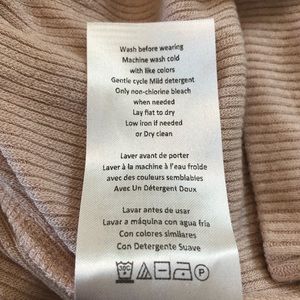 Wash before wearing
Machine wash cold
with like colors
Gentle cycle Mild detergent
Only non-chlorine bleach
when needed
Lay flat to dry
Low iron if needed
or Dry clean
Laver avant de porter
Laver à la machine à l'eau froide
avec des couleurs semblables
Avec Un Détergent Doux
Lavar antes de usar
Lavar a máquina con agua fria
Con colores similares
Con Detergente Suave
30°
P